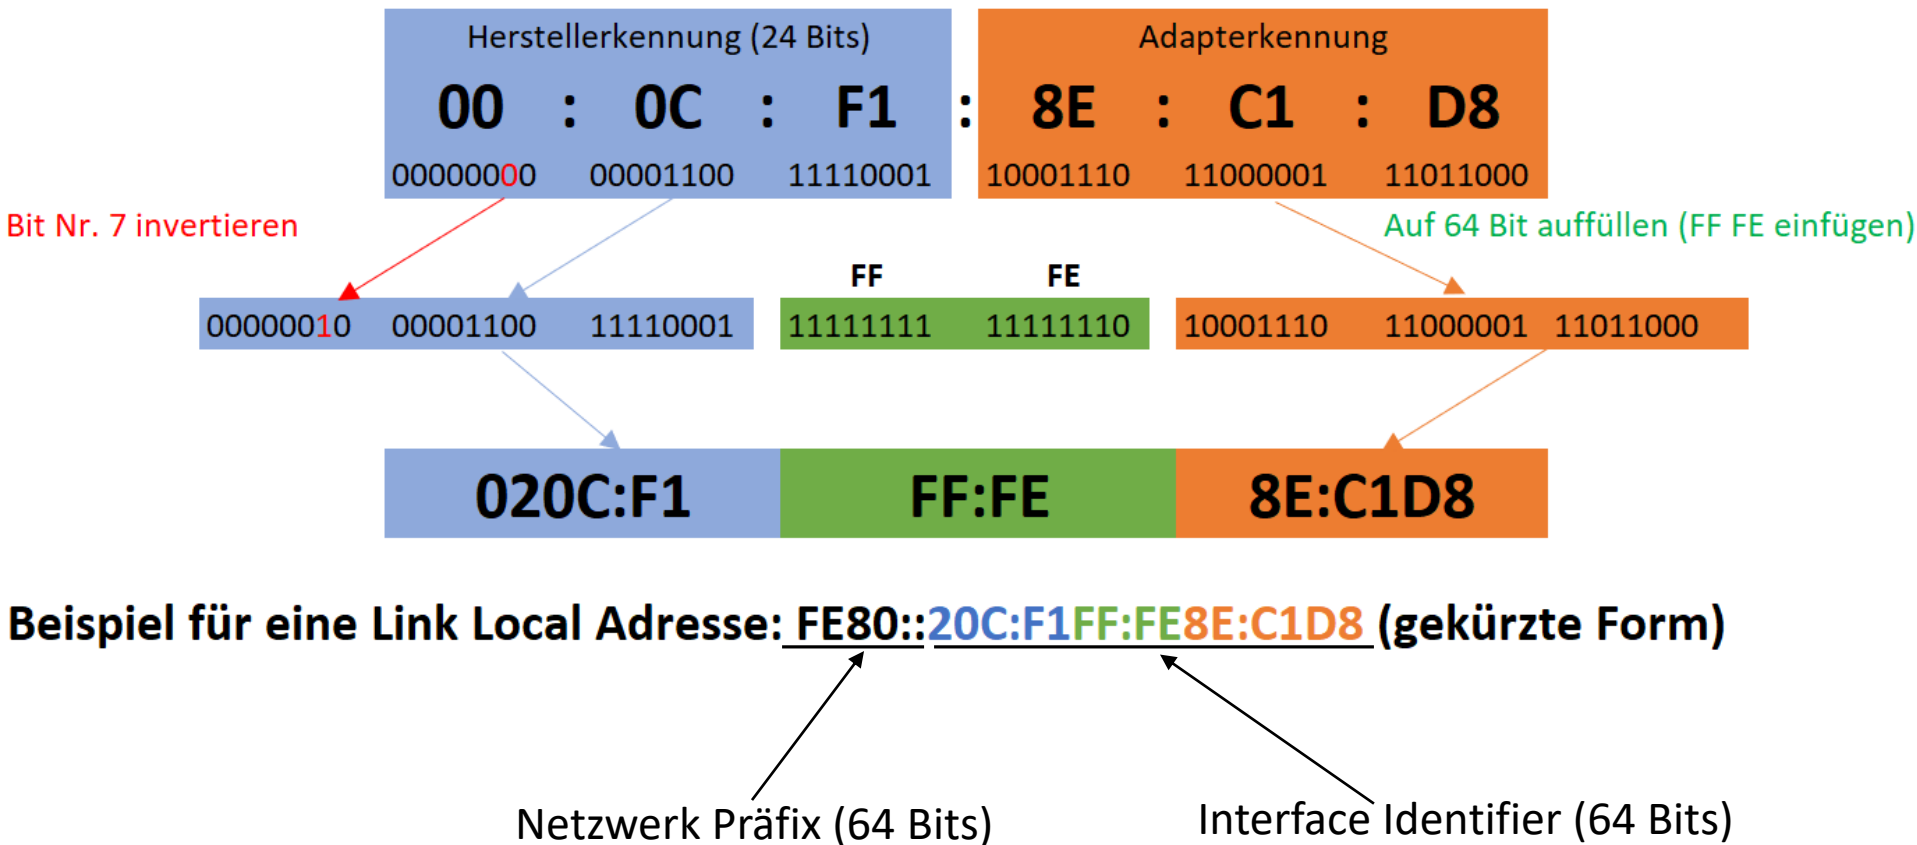 Herstellerkennung (24 Bits) Adapterkennung
00 : 0C : F1 : 8E : C1 : D8
00000000 00001100 11110001 10001110 11000001 11011000
Bit Nr. 7 invertieren Auf 64 Bit auffüllen (FF FE einfügen)
FF FE
00000010 00001100 11110001 11111111 11111110 10001110 11000001 11011000
020C:F1 FF:FE 8E:C1D8
Beispiel für eine Link Local Adresse: FE80::20C:F1FF:FE8E:C1D8 (gekürzte Form)
Netzwerk Präfix (64 Bits) Interface Identifier (64 Bits)